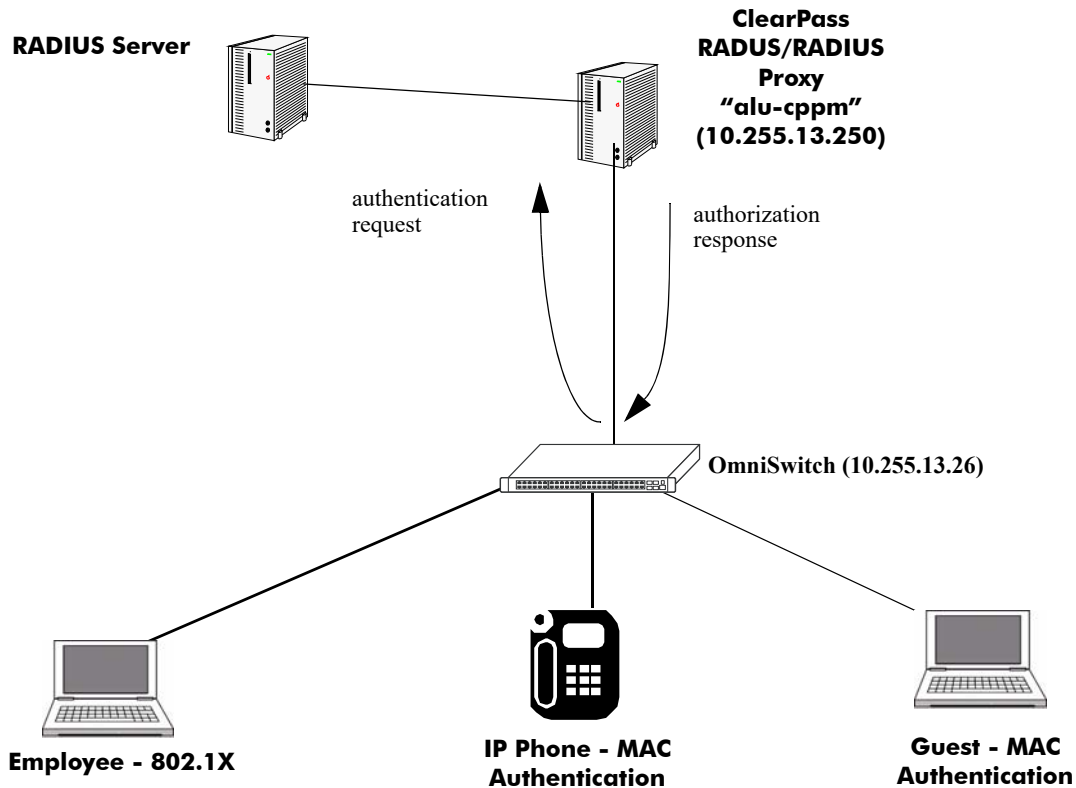 RADIUS Server
ClearPass
RADUS/RADIUS
Proxy
“alu-cppm”
(10.255.13.250)
authentication
request
authorization
response
OmniSwitch (10.255.13.26)
Employee - 802.1X
IP Phone - MAC
Authentication
Guest - MAC
Authentication